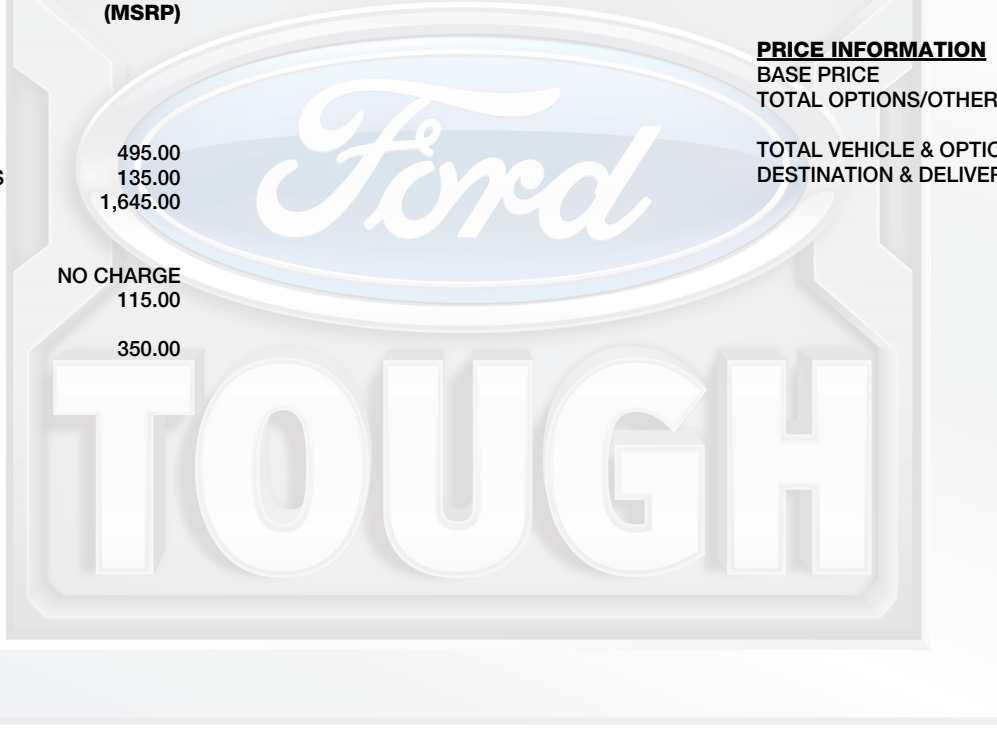 (MSRP)
495.00
S 135.00
1,645.00
NO CHARGE
115.00
350.00
PRICE INFORMATION
BASE PRICE
TOTAL OPTIONS/OTHER
TOTAL VEHICLE & OPTIO
DESTINATION & DELIVER
Ford
TOUGH